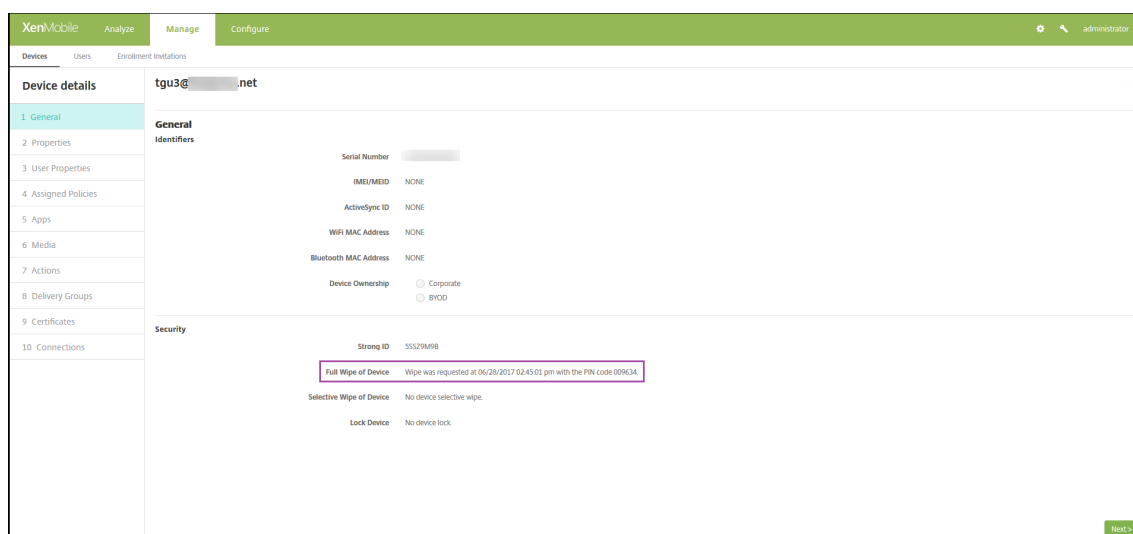 XenMobile Analyze Manage Configure administrator
Devices Users Enrollment Invitations
Device details
tgu3@ .net
1 General
2 Properties
3 User Properties
4 Assigned Policies
5 Apps
6 Media
7 Actions
8 Delivery Groups
9 Certificates
10 Connections
General
Identifiers
Serial Number
IMEI/MEID NONE
ActiveSync ID NONE
WiFi MAC Address NONE
Bluetooth MAC Address NONE
Device Ownership Corporate
BYOD
Security
Strong ID 5SSZ9M9B
Full Wipe of Device Wipe was requested at 06/28/2017 02:45:01 pm with the PIN code 009634.
Selective Wipe of Device No device selective wipe.
Lock Device No device lock.
Next >